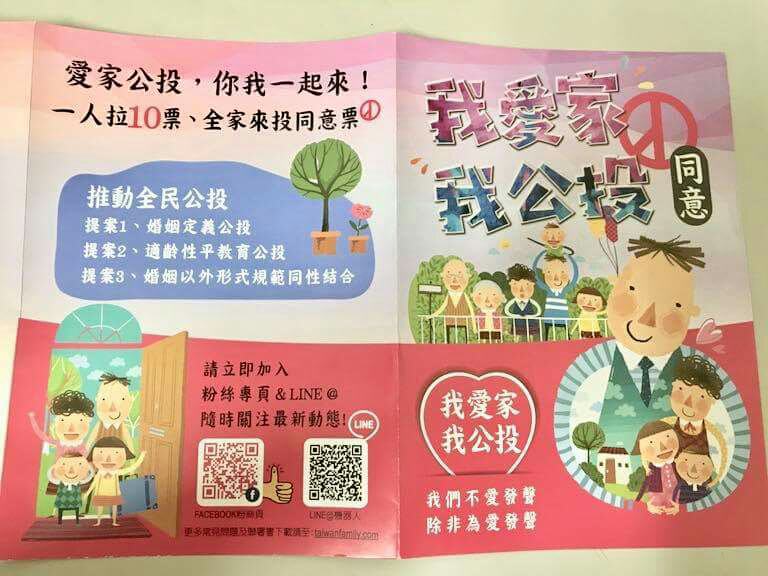 愛家公投,你我一起來!
一人拉10票、全家來投同意票
推動全民公投
提案1、婚姻定義公投
提案2、適齡性平教育公投
提案3、婚姻以外形式規範同性結合
請立即加入
粉絲專頁 & LINE @
隨時關注最新動態!
LINE
FACEBOOK粉絲頁
LINE@機器人
更多常見問題及聯署書下載請至:taiwanfamily.com
我愛家
我公投
同意
我愛家
我公投
我們不愛發聲
除非為愛發聲